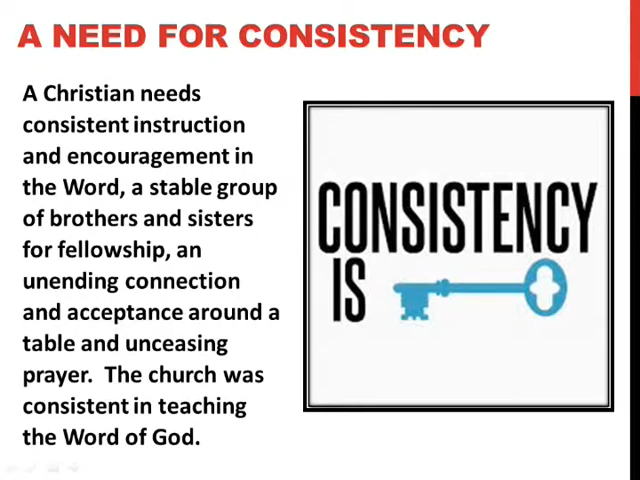 A NEED FOR CONSISTENCY
A Christian needs
consistent instruction
and encouragement in
the Word, a stable group
of brothers and sisters
for fellowship, an
unending connection
and acceptance around a
table and unceasing
prayer.  The church was
consistent in teaching
the Word of God.
CONSISTENCY
IS